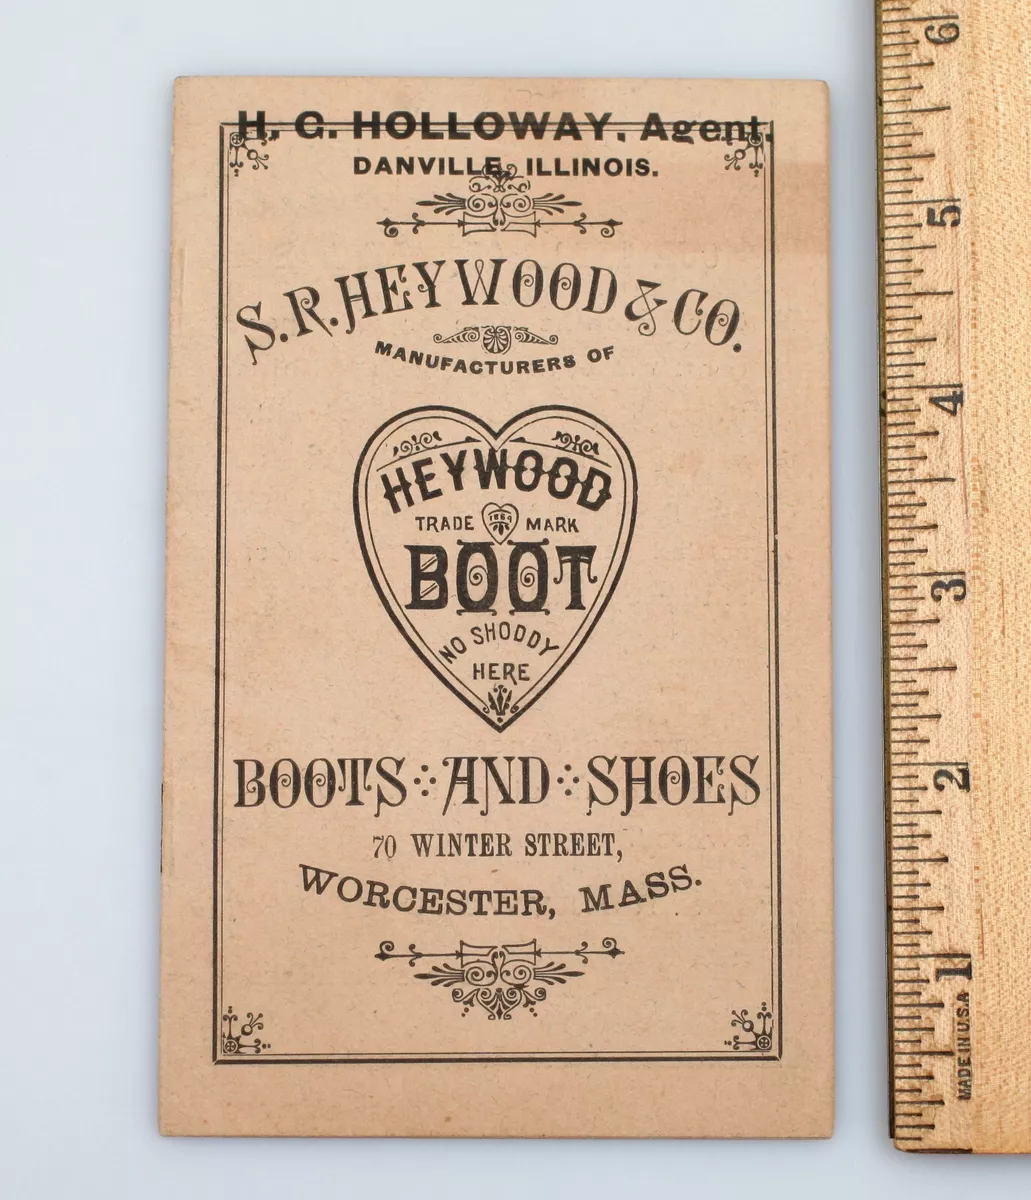 H. G. HOLLOWAY, Agent,
DANVILLE, ILLINOIS.
S. R. HEYWOOD & CO.
MANUFACTURERS OF
HEYWOOD
TRADE 1864 MARK
BOOT
NO SHODDY
HERE
BOOTS AND SHOES
70 WINTER STREET,
WORCESTER, MASS.
6
5
4
3
2
1
MADE IN U.S.A